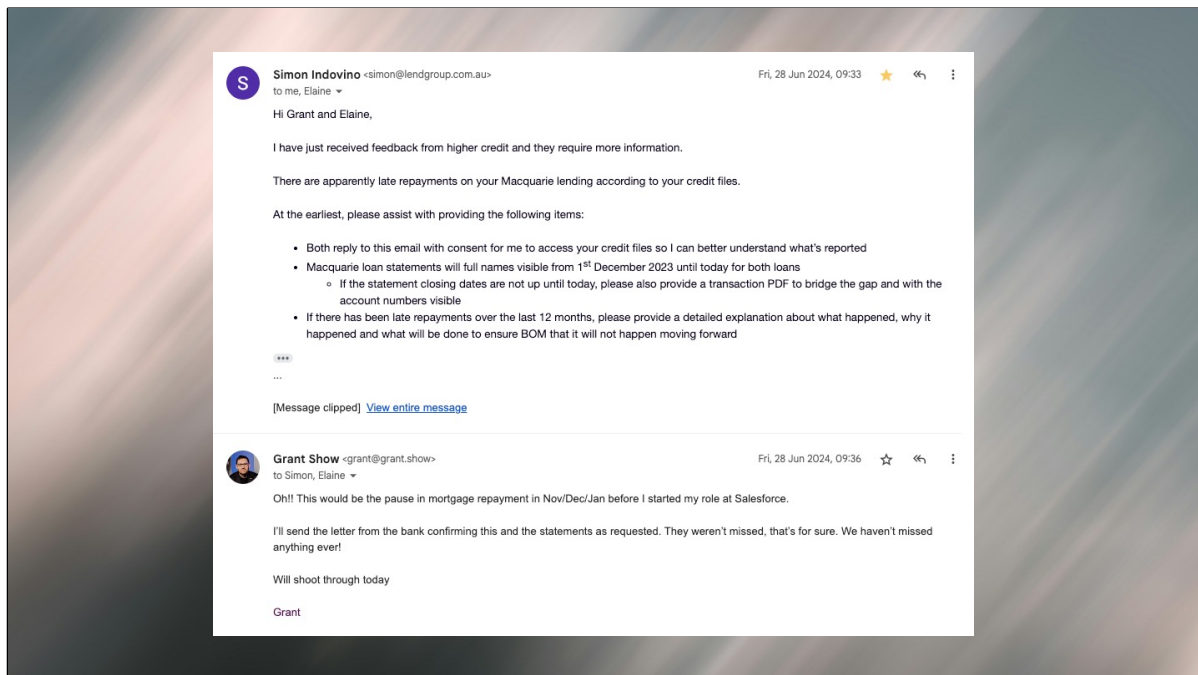 S
Simon Indovino <simon@lendgroup.com.au>
Fri, 28 Jun 2024, 09:33
to me, Elaine
Hi Grant and Elaine,
I have just received feedback from higher credit and they require more information.
There are apparently late repayments on your Macquarie lending according to your credit files.
At the earliest, please assist with providing the following items:
• Both reply to this email with consent for me to access your credit files so I can better understand what's reported
• Macquarie loan statements will full names visible from 1st December 2023 until today for both loans
o If the statement closing dates are not up until today, please also provide a transaction PDF to bridge the gap and with the
account numbers visible
• If there has been late repayments over the last 12 months, please provide a detailed explanation about what happened, why it
happened and what will be done to ensure BOM that it will not happen moving forward
...
[Message clipped] View entire message
Grant Show <grant@grant.show>
Fri, 28 Jun 2024, 09:36
to Simon, Elaine
Oh!! This would be the pause in mortgage repayment in Nov/Dec/Jan before I started my role at Salesforce.
I'll send the letter from the bank confirming this and the statements as requested. They weren't missed, that's for sure. We haven't missed
anything ever!
Will shoot through today
Grant